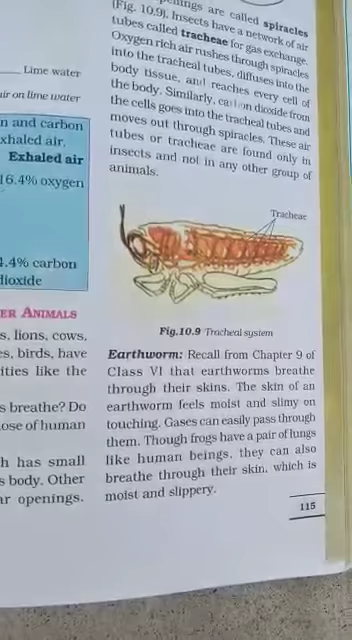 Lime water
air on lime water
n and carbon
xhaled air.
Exhaled air
16.4% oxygen
4.4% carbon
dioxide
ER ANIMALS
s, lions, cows,
es, birds, have
ities like the
s breathe? Do
ose of human
h has small
s body. Other
ar openings.
openings are called spiracles
(Fig. 10.9). Insects have a network of air
tubes called tracheae for gas exchange.
Oxygen rich air rushes through spiracles
into the tracheal tubes, diffuses into the
body tissue, and reaches every cell of
the body. Similarly, carbon dioxide from
the cells goes into the tracheal tubes and
moves out through spiracles. These air
tubes or tracheae are found only in
insects and not in any other group of
animals.
Tracheae
Fig.10.9 Tracheal system
Earthworm: Recall from Chapter 9 of
Class VI that earthworms breathe
through their skins. The skin of an
earthworm feels moist and slimy on
touching. Gases can easily pass through
them. Though frogs have a pair of lungs
like human beings, they can also
breathe through their skin, which is
moist and slippery.
115